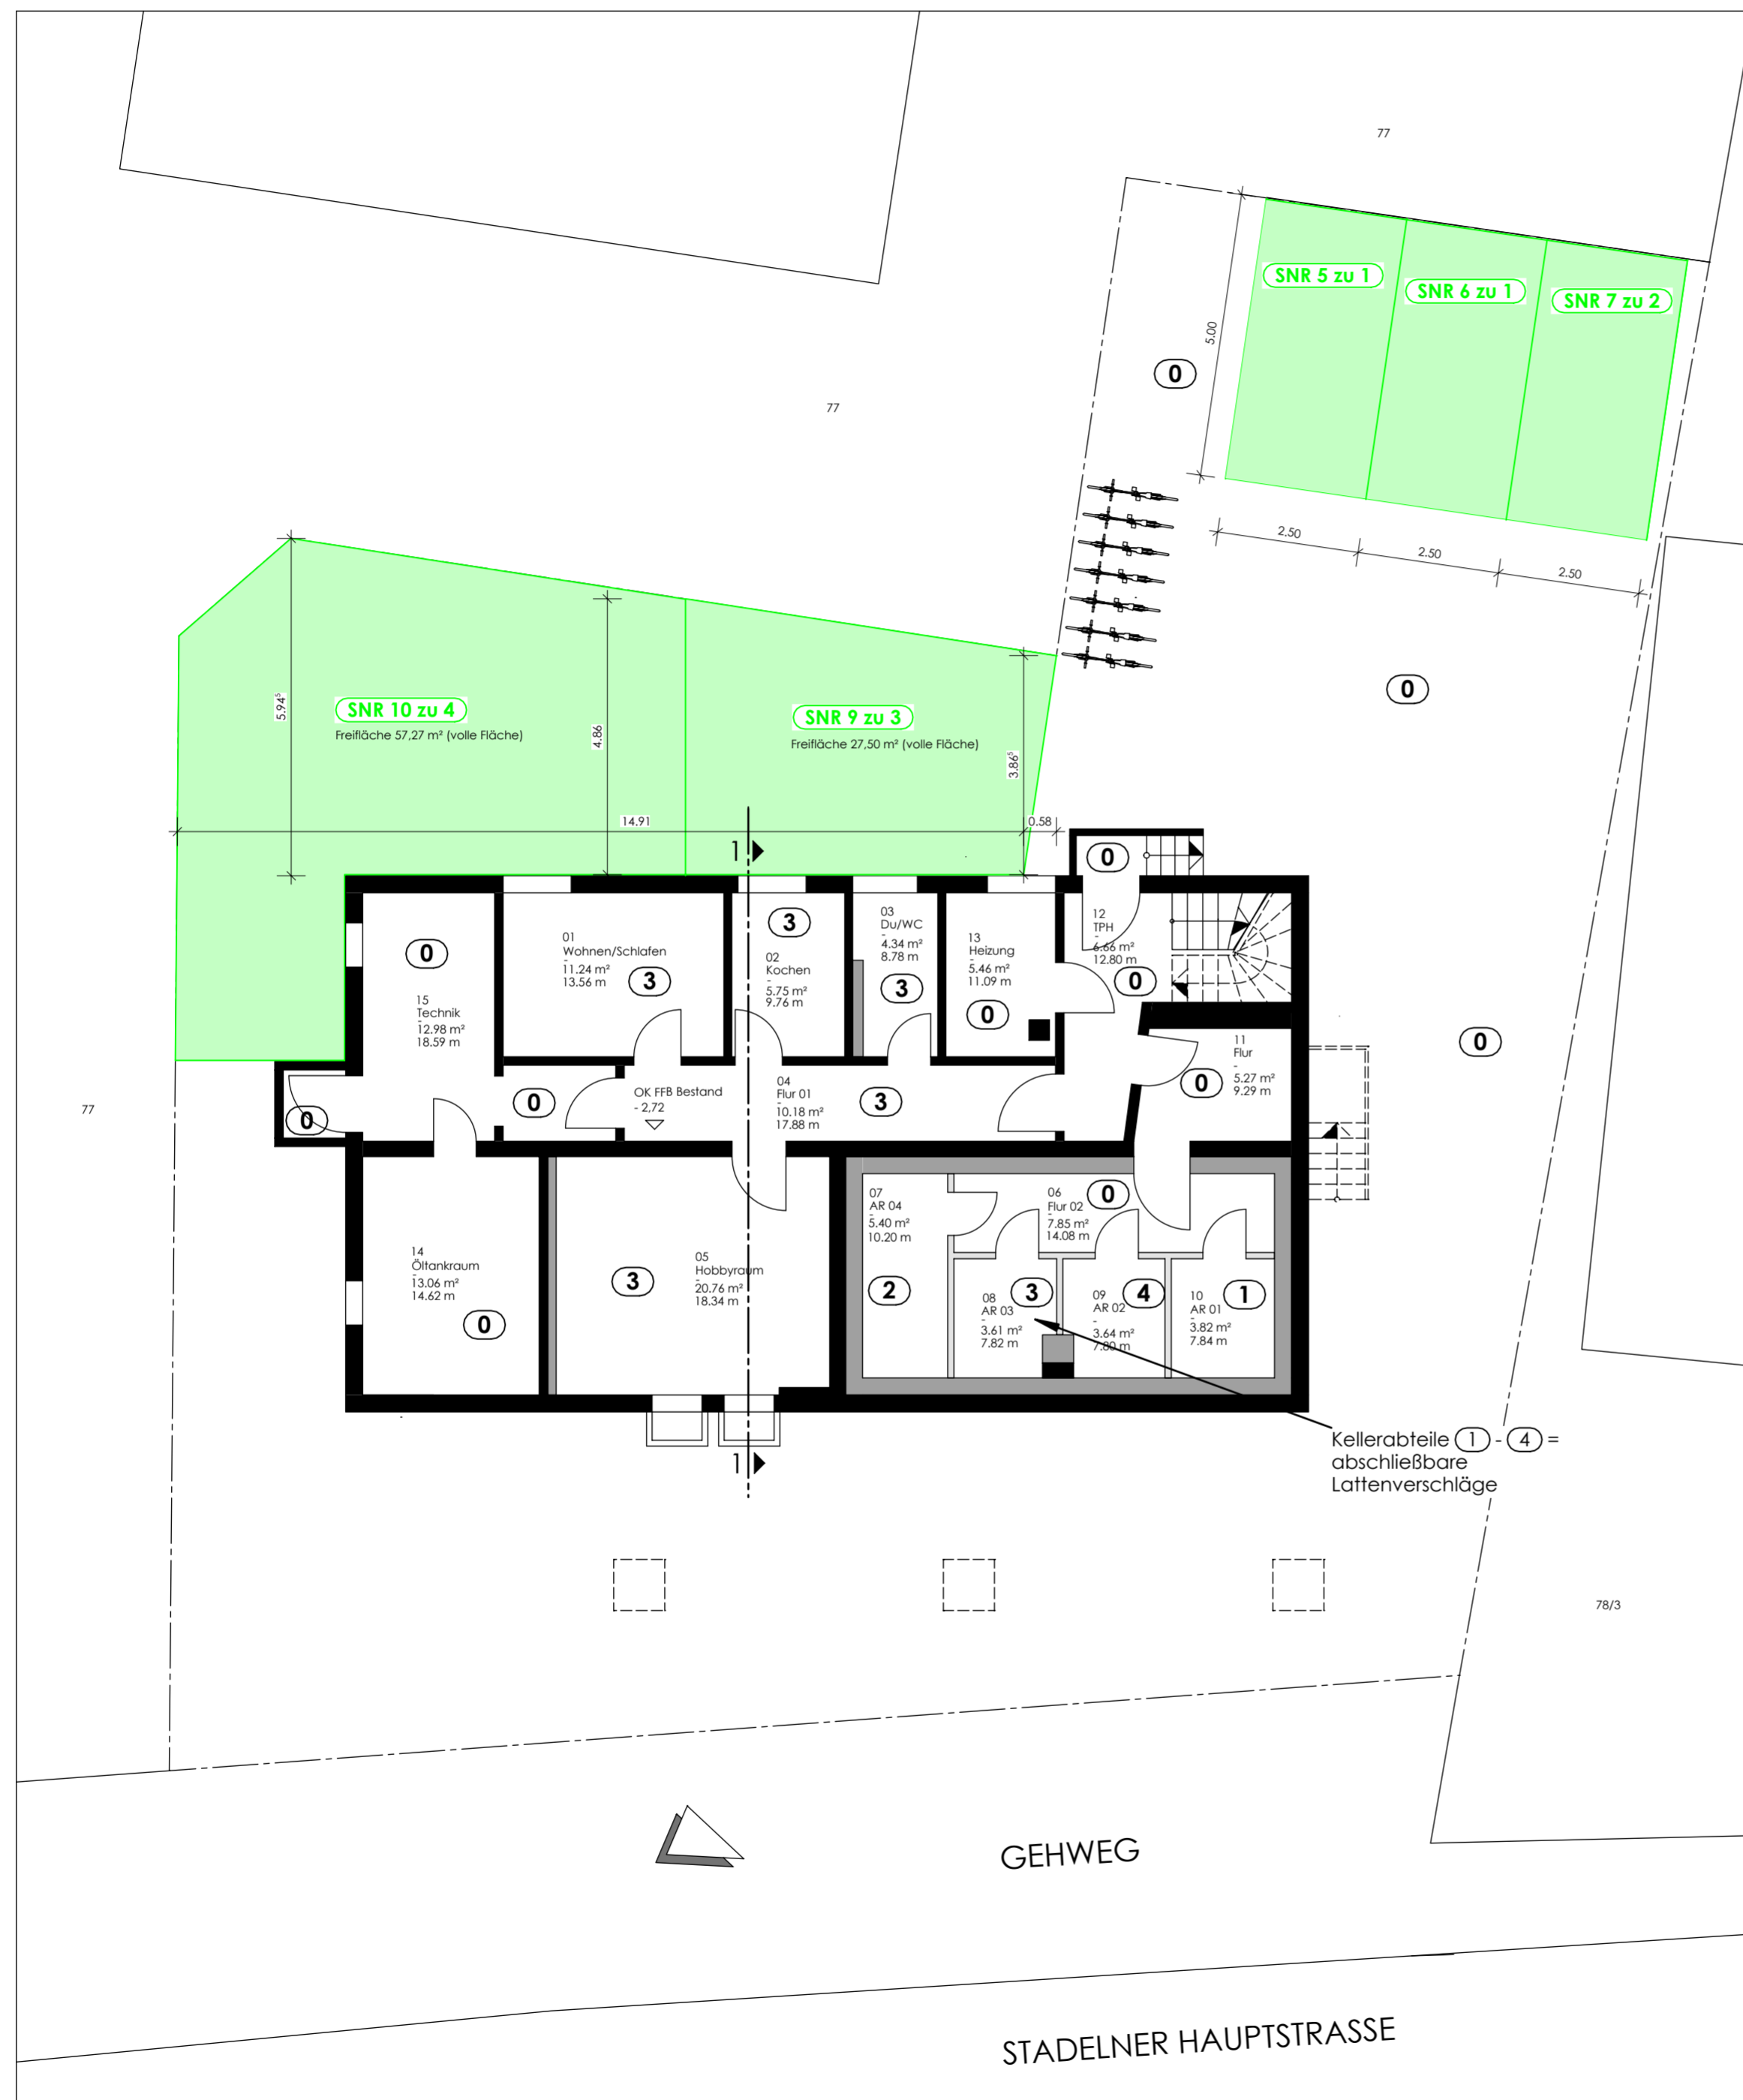 77
SNR 5 zu 1
SNR 6 zu 1
SNR 7 zu 2
5.00
0
77
2.50
2.50
2.50
5.94⁵
SNR 10 zu 4
Freifläche 57,27 m² (volle Fläche)
4.86
SNR 9 zu 3
Freifläche 27,50 m² (volle Fläche)
3.86⁵
0
14.91
0.58
1
0
0
15
Technik
-
12.98 m²
18.59 m
01
Wohnen/Schlafen
-
11.24 m²
13.56 m
3
3
02
Kochen
-
5.75 m²
9.76 m
03
Du/WC
-
4.34 m²
8.78 m
3
13
Heizung
-
5.46 m²
11.09 m
0
12
TPH
-
6.66 m²
12.80 m
0
11
Flur
-
5.27 m²
9.29 m
0
0
77
0
0
OK FFB Bestand
- 2,72
04
Flur 01
-
10.18 m²
17.88 m
3
14
Öltankraum
-
13.06 m²
14.62 m
0
3
05
Hobbyraum
-
20.76 m²
18.34 m
07
AR 04
-
5.40 m²
10.20 m
2
06
Flur 02
-
7.85 m²
14.08 m
0
08
AR 03
-
3.61 m²
7.82 m
3
09
AR 02
-
3.64 m²
7.80 m
4
10
AR 01
-
3.82 m²
7.84 m
1
1
Kellerabteile 1 - 4 =
abschließbare
Lattenverschläge
78/3
GEHWEG
STADELNER HAUPTSTRASSE